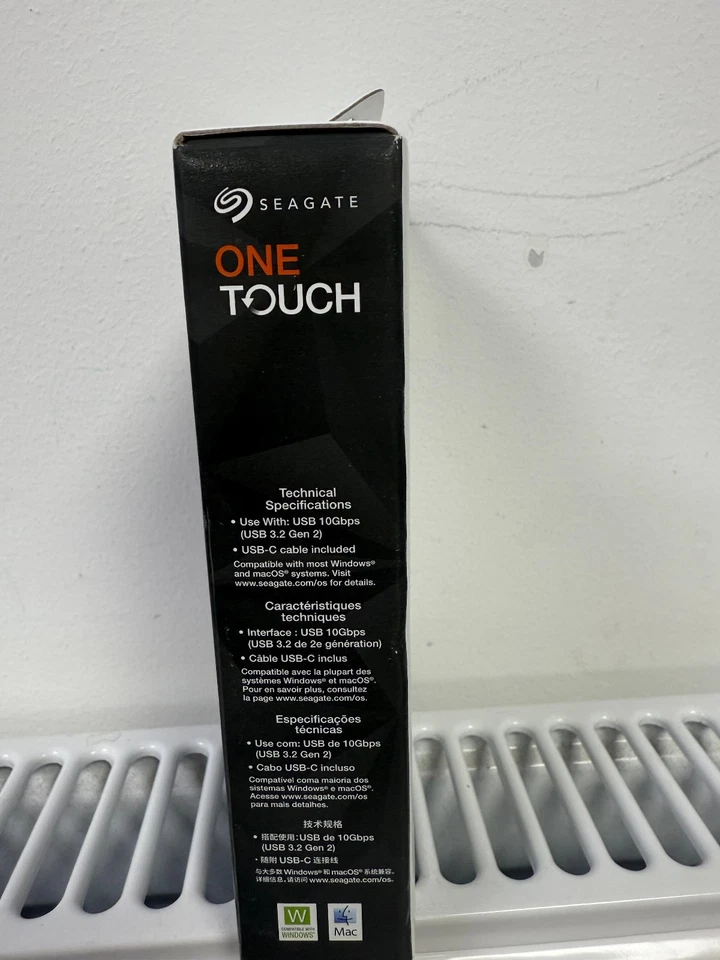 SEAGATE
ONE
TOUCH
Technical
Specifications
• Use With: USB 10Gbps
(USB 3.2 Gen 2)
• USB-C cable included
Compatible with most Windows®
and macOS® systems. Visit
www.seagate.com/os for details.
Caractéristiques
techniques
• Interface : USB 10Gbps
(USB 3.2 de 2e génération)
• Câble USB-C inclus
Compatible avec la plupart des
systèmes Windows® et macOS®.
Pour en savoir plus, consultez
la page www.seagate.com/os.
Especificações
técnicas
• Use com: USB de 10Gbps
(USB 3.2 Gen 2)
• Cabo USB-C incluso
Compatível coma maioria dos
sistemas Windows® e macOS®.
Acesse www.seagate.com/os
para mais detalhes.
技术规格
• 搭配使用:USB de 10Gbps
(USB 3.2 Gen 2)
· 随附 USB-C 连接线
与大多数 Windows® 和 macOS® 系统兼容。
详细信息,请访问 www.seagate.com/os.
W
COMPATIBLE WITH
WINDOWS®
Mac